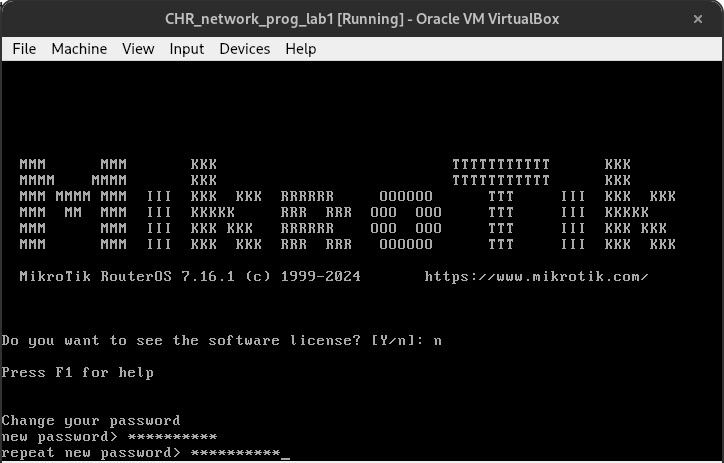 CHR_network_prog_lab1 [Running] - Oracle VM VirtualBox
File Machine View Input Devices Help
MMM      MMM       KKK                          TTTTTTTTTTT      KKK
MMMM    MMMM       KKK                          TTTTTTTTTTT      KKK
MMM MMMM MMM  III  KKK  KKK  RRRRRR     OOOOOO      TTT     III  KKK  KKK
MMM  MM  MMM  III  KKKKK     RRR  RRR  OOO  OOO     TTT     III  KKKKK
MMM      MMM  III  KKK KKK   RRRRRR    OOO  OOO     TTT     III  KKK KKK
MMM      MMM  III  KKK  KKK  RRR  RRR   OOOOOO      TTT     III  KKK  KKK
MikroTik RouterOS 7.16.1 (c) 1999-2024       https://www.mikrotik.com/
Do you want to see the software license? [Y/n]: n
Press F1 for help
Change your password
new password> **********
repeat new password> **********_